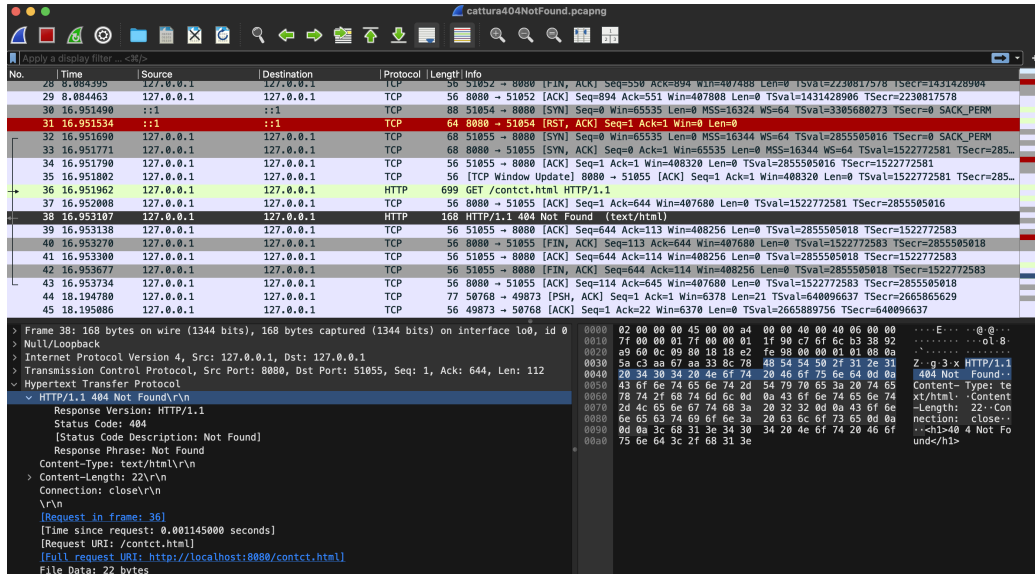 cattura404NotFound.pcapng
Apply a display filter ... <⌘/>
No. Time Source Destination Protocol Length Info
28 8.084395 127.0.0.1 127.0.0.1 TCP 56 51052 → 8080 [FIN, ACK] Seq=550 Ack=894 Win=407488 Len=0 TSval=2230817578 TSecr=1431428904
29 8.084463 127.0.0.1 127.0.0.1 TCP 56 8080 → 51052 [ACK] Seq=894 Ack=551 Win=407808 Len=0 TSval=1431428906 TSecr=2230817578
30 16.951490 ::1 ::1 TCP 88 51054 → 8080 [SYN] Seq=0 Win=65535 Len=0 MSS=16324 WS=64 TSval=3305680273 TSecr=0 SACK_PERM
31 16.951534 ::1 ::1 TCP 64 8080 → 51054 [RST, ACK] Seq=1 Ack=1 Win=0 Len=0
32 16.951690 127.0.0.1 127.0.0.1 TCP 68 51055 → 8080 [SYN] Seq=0 Win=65535 Len=0 MSS=16344 WS=64 TSval=2855505016 TSecr=0 SACK_PERM
33 16.951771 127.0.0.1 127.0.0.1 TCP 68 8080 → 51055 [SYN, ACK] Seq=0 Ack=1 Win=65535 Len=0 MSS=16344 WS=64 TSval=1522772581 TSecr=285…
34 16.951790 127.0.0.1 127.0.0.1 TCP 56 51055 → 8080 [ACK] Seq=1 Ack=1 Win=408320 Len=0 TSval=2855505016 TSecr=1522772581
35 16.951802 127.0.0.1 127.0.0.1 TCP 56 [TCP Window Update] 8080 → 51055 [ACK] Seq=1 Ack=1 Win=408320 Len=0 TSval=1522772581 TSecr=285…
36 16.951962 127.0.0.1 127.0.0.1 HTTP 699 GET /contct.html HTTP/1.1
37 16.952008 127.0.0.1 127.0.0.1 TCP 56 8080 → 51055 [ACK] Seq=1 Ack=644 Win=407680 Len=0 TSval=1522772581 TSecr=2855505016
38 16.953107 127.0.0.1 127.0.0.1 HTTP 168 HTTP/1.1 404 Not Found (text/html)
39 16.953138 127.0.0.1 127.0.0.1 TCP 56 51055 → 8080 [ACK] Seq=644 Ack=113 Win=408256 Len=0 TSval=2855505018 TSecr=1522772583
40 16.953270 127.0.0.1 127.0.0.1 TCP 56 8080 → 51055 [FIN, ACK] Seq=113 Ack=644 Win=407680 Len=0 TSval=1522772583 TSecr=2855505018
41 16.953300 127.0.0.1 127.0.0.1 TCP 56 51055 → 8080 [ACK] Seq=644 Ack=114 Win=408256 Len=0 TSval=2855505018 TSecr=1522772583
42 16.953677 127.0.0.1 127.0.0.1 TCP 56 51055 → 8080 [FIN, ACK] Seq=644 Ack=114 Win=408256 Len=0 TSval=2855505018 TSecr=1522772583
43 16.953734 127.0.0.1 127.0.0.1 TCP 56 8080 → 51055 [ACK] Seq=114 Ack=645 Win=407680 Len=0 TSval=1522772583 TSecr=2855505018
44 18.194780 127.0.0.1 127.0.0.1 TCP 77 50768 → 49873 [PSH, ACK] Seq=1 Ack=1 Win=6378 Len=21 TSval=640096637 TSecr=2665865629
45 18.195086 127.0.0.1 127.0.0.1 TCP 56 49873 → 50768 [ACK] Seq=1 Ack=22 Win=6370 Len=0 TSval=2665889756 TSecr=640096637
Frame 38: 168 bytes on wire (1344 bits), 168 bytes captured (1344 bits) on interface lo0, id 0
Null/Loopback
Internet Protocol Version 4, Src: 127.0.0.1, Dst: 127.0.0.1
Transmission Control Protocol, Src Port: 8080, Dst Port: 51055, Seq: 1, Ack: 644, Len: 112
Hypertext Transfer Protocol
HTTP/1.1 404 Not Found\r\n
Response Version: HTTP/1.1
Status Code: 404
[Status Code Description: Not Found]
Response Phrase: Not Found
Content-Type: text/html\r\n
Content-Length: 22\r\n
Connection: close\r\n
\r\n
[Request in frame: 36]
[Time since request: 0.001145000 seconds]
[Request URI: /contct.html]
[Full request URI: http://localhost:8080/contct.html]
File Data: 22 bytes
0000 02 00 00 00 45 00 00 a4 00 00 40 00 40 06 00 00 ····E··· ··@·@···
0010 7f 00 00 01 7f 00 00 01 1f 90 c7 6f 6c b3 38 92 ········ ···ol·8·
0020 a9 60 0c 09 80 18 18 e2 fe 98 00 00 01 01 08 0a ·`······ ········
0030 5a c3 aa 67 aa 33 8c 78 48 54 54 50 2f 31 2e 31 Z··g·3·x HTTP/1.1
0040 20 34 30 34 20 4e 6f 74 20 46 6f 75 6e 64 0d 0a 404 Not Found··
0050 43 6f 6e 74 65 6e 74 2d 54 79 70 65 3a 20 74 65 Content- Type: te
0060 78 74 2f 68 74 6d 6c 0d 0a 43 6f 6e 74 65 6e 74 xt/html· ·Content
0070 2d 4c 65 6e 67 74 68 3a 20 32 32 0d 0a 43 6f 6e -Length: 22··Con
0080 6e 65 63 74 69 6f 6e 3a 20 63 6c 6f 73 65 0d 0a nection: close··
0090 0d 0a 3c 68 31 3e 34 30 34 20 4e 6f 74 20 46 6f ··<h1>40 4 Not Fo
00a0 75 6e 64 3c 2f 68 31 3e und</h1>